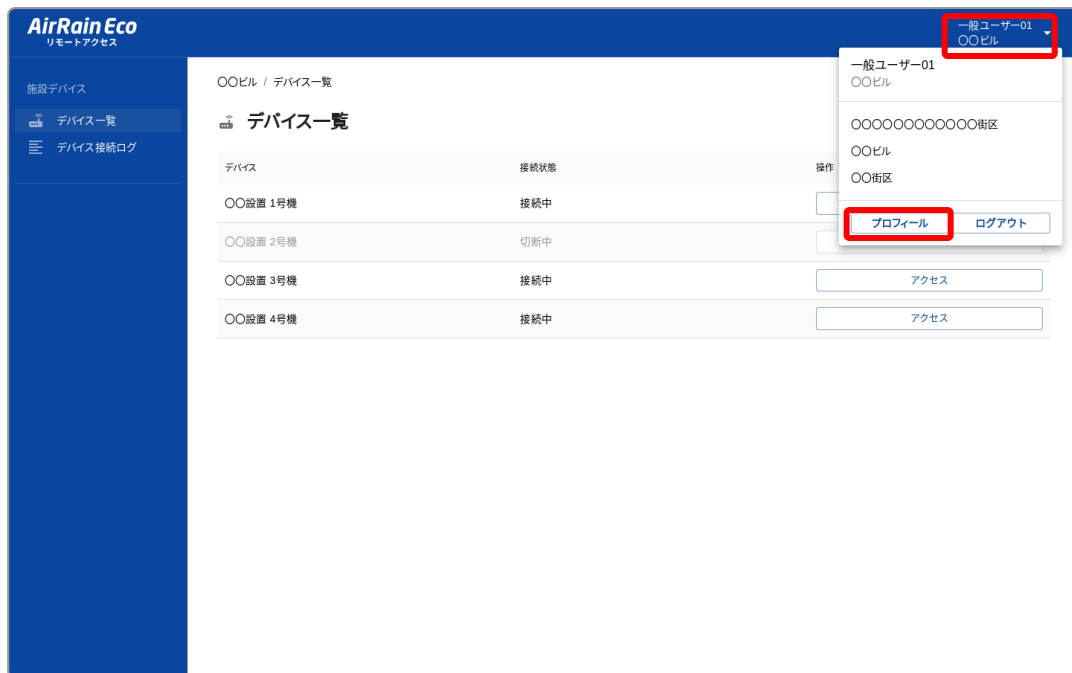 AirRain Eco
リモートアクセス
一般ユーザー01
〇〇ビル
施設デバイス
デバイス一覧
デバイス接続ログ
〇〇ビル / デバイス一覧
デバイス一覧
デバイス 接続状態 操作
〇〇設置 1号機 接続中
〇〇設置 2号機 切断中
〇〇設置 3号機 接続中 アクセス
〇〇設置 4号機 接続中 アクセス
一般ユーザー01
〇〇ビル
〇〇〇〇〇〇〇〇〇〇〇〇街区
〇〇ビル
〇〇街区
プロフィール ログアウト